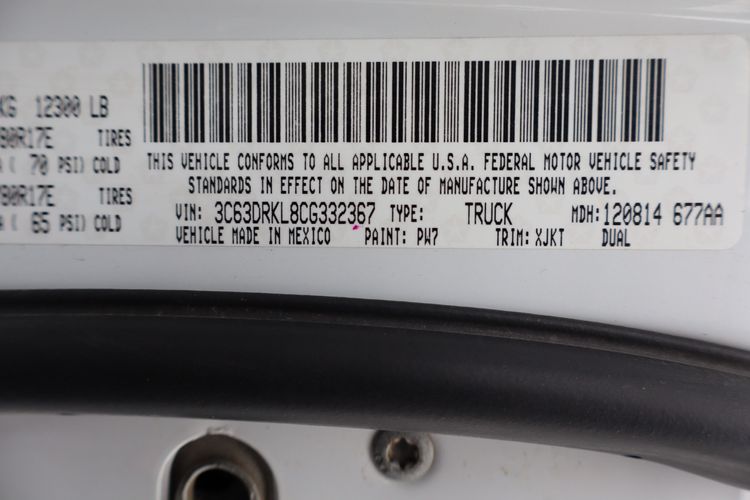 KG 12300 LB
80R17E TIRES
( 70 PSI) COLD
80R17E TIRES
( 65 PSI) COLD
THIS VEHICLE CONFORMS TO ALL APPLICABLE U.S.A. FEDERAL MOTOR VEHICLE SAFETY
STANDARDS IN EFFECT ON THE DATE OF MANUFACTURE SHOWN ABOVE.
VIN: 3C63DRKL8CG332367 TYPE: TRUCK MDH:120814 677AA
VEHICLE MADE IN MEXICO PAINT: PW7 TRIM: XJKT DUAL